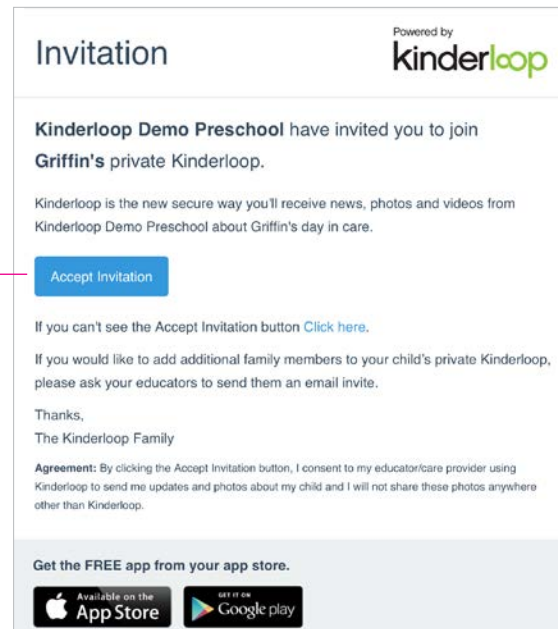 Invitation
Powered by
kinderloop
Kinderloop Demo Preschool have invited you to join
Griffin's private Kinderloop.
Kinderloop is the new secure way you'll receive news, photos and videos from
Kinderloop Demo Preschool about Griffin's day in care.
Accept Invitation
If you can't see the Accept Invitation button Click here.
If you would like to add additional family members to your child's private Kinderloop,
please ask your educators to send them an email invite.
Thanks,
The Kinderloop Family
Agreement: By clicking the Accept Invitation button, I consent to my educator/care provider using
Kinderloop to send me updates and photos about my child and I will not share these photos anywhere
other than Kinderloop.
Get the FREE app from your app store.
Available on the
App Store
GET IT ON
Google play